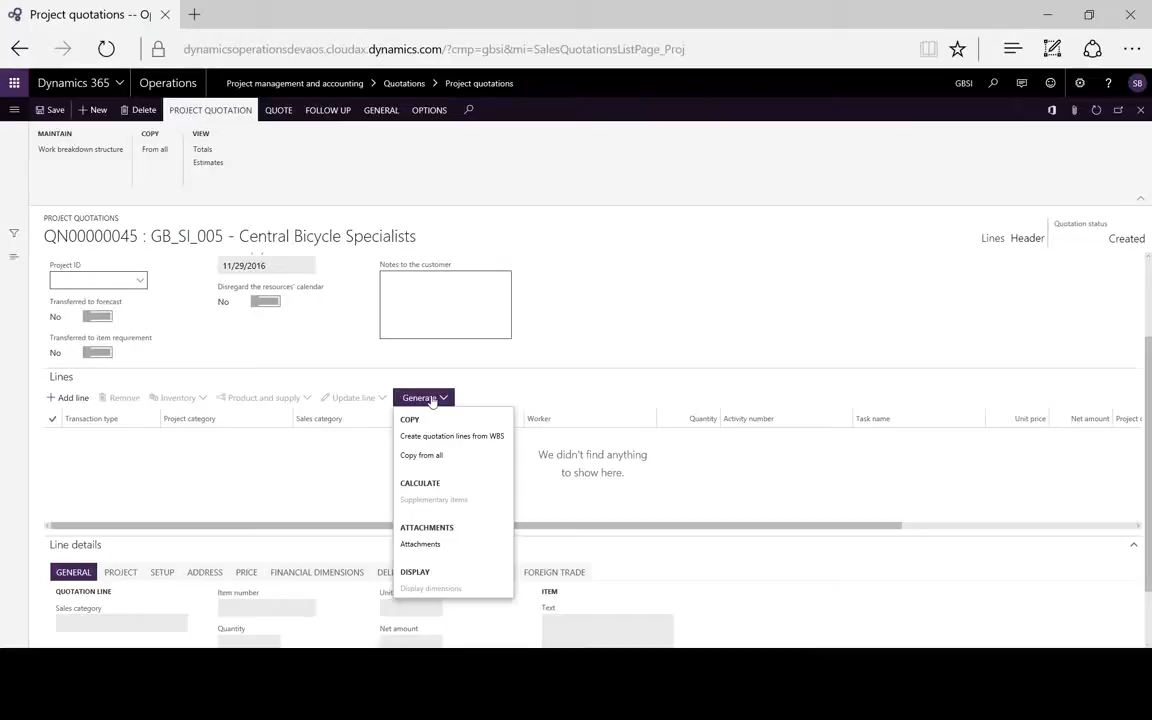 Project quotations -- Op
dynamicsoperationsdevaos.cloudax.dynamics.com/?cmp=gbsi&mi=SalesQuotationsListPage_Proj
Dynamics 365 Operations Project management and accounting > Quotations > Project quotations GBSI SB
Save + New Delete PROJECT QUOTATION QUOTE FOLLOW UP GENERAL OPTIONS
MAINTAIN COPY VIEW
Work breakdown structure From all Totals
Estimates
PROJECT QUOTATIONS
QN00000045 : GB_SI_005 - Central Bicycle Specialists
Quotation status
Lines Header Created
Project ID 11/29/2016 Notes to the customer
Disregard the resources' calendar
Transferred to forecast No
No
Transferred to item requirement
No
Lines
+ Add line Remove Inventory Product and supply Update line Generate
Transaction type Project category Sales category Worker Quantity Activity number Task name Unit price Net amount Project
COPY
Create quotation lines from WBS
Copy from all
CALCULATE
Supplementary items
ATTACHMENTS
Attachments
DISPLAY
Display dimensions
We didn't find anything
to show here.
Line details
GENERAL PROJECT SETUP ADDRESS PRICE FINANCIAL DIMENSIONS DEL FOREIGN TRADE
QUOTATION LINE Item number Unit ITEM
Sales category Text
Quantity Net amount